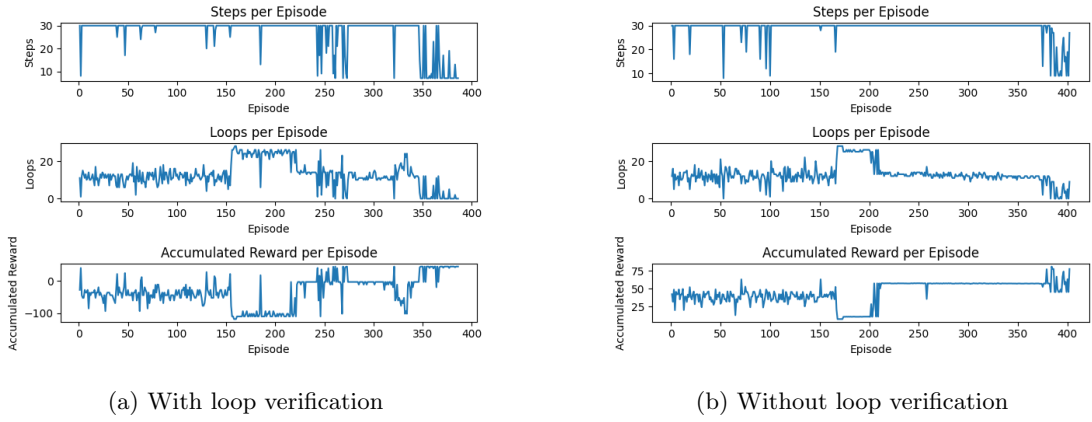 Steps per Episode
30
20
10
Steps
0 50 100 150 200 250 300 350 400
Episode
Loops per Episode
20
0
Loops
0 50 100 150 200 250 300 350 400
Episode
Accumulated Reward per Episode
0
−100
Accumulated Reward
0 50 100 150 200 250 300 350 400
Episode
(a) With loop verification
Steps per Episode
30
20
10
Steps
0 50 100 150 200 250 300 350 400
Episode
Loops per Episode
20
0
Loops
0 50 100 150 200 250 300 350 400
Episode
Accumulated Reward per Episode
75
50
25
Accumulated Reward
0 50 100 150 200 250 300 350 400
Episode
(b) Without loop verification